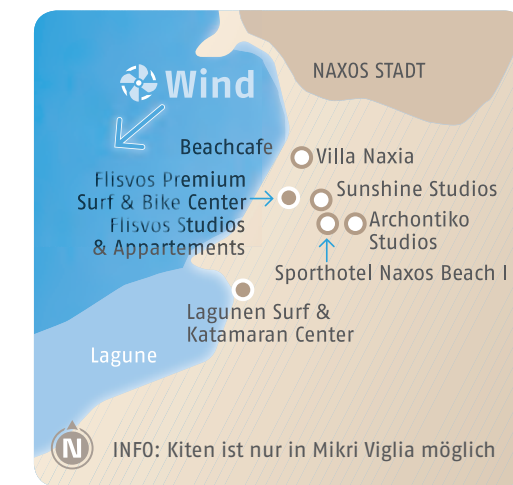 NAXOS STADT
Wind
Beachcafe
Villa Naxia
Flisvos Premium
Surf & Bike Center
Sunshine Studios
Flisvos Studios
& Appartements
Archontiko
Studios
Sporthotel Naxos Beach I
Lagunen Surf &
Katamaran Center
Lagune
N
INFO: Kiten ist nur in Mikri Viglia möglich